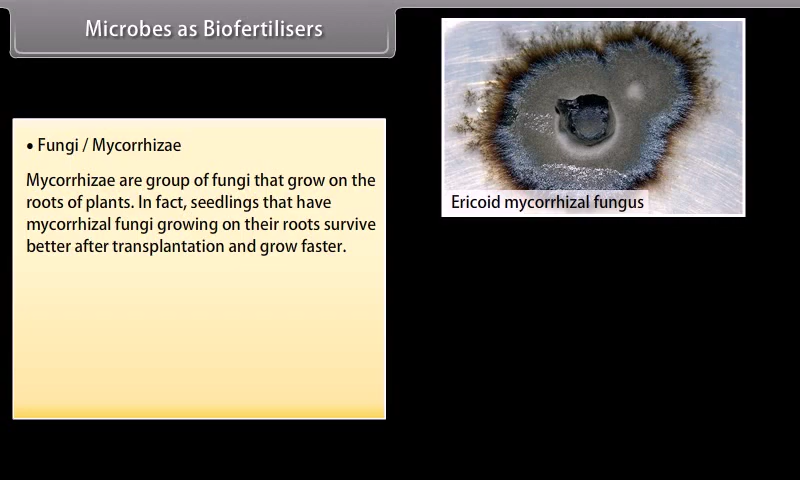 Microbes as Biofertilisers
• Fungi / Mycorrhizae
Mycorrhizae are group of fungi that grow on the
roots of plants. In fact, seedlings that have
mycorrhizal fungi growing on their roots survive
better after transplantation and grow faster.
Ericoid mycorrhizal fungus